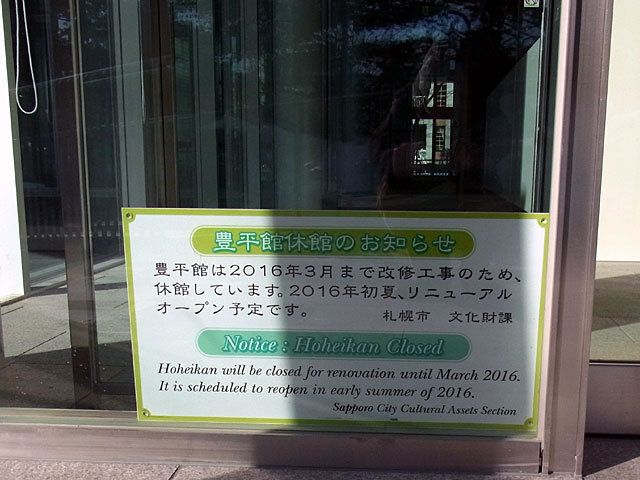 豊平館休館のお知らせ
豊平館は2016年3月まで改修工事のため、
休館しています。2016年初夏、リニューアル
オープン予定です。 札幌市 文化財課
Notice : Hoheikan Closed
Hoheikan will be closed for renovation until March 2016.
It is scheduled to reopen in early summer of 2016.
Sapporo City Cultural Assets Section